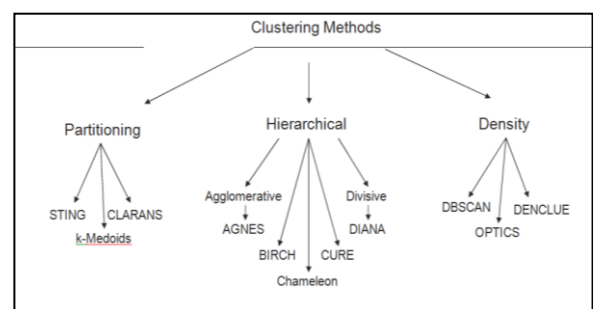 Clustering Methods
Partitioning Hierarchical Density
Agglomerative Divisive
STING CLARANS AGNES DIANA DBSCAN DENCLUE
k-Medoids OPTICS
BIRCH CURE
Chameleon